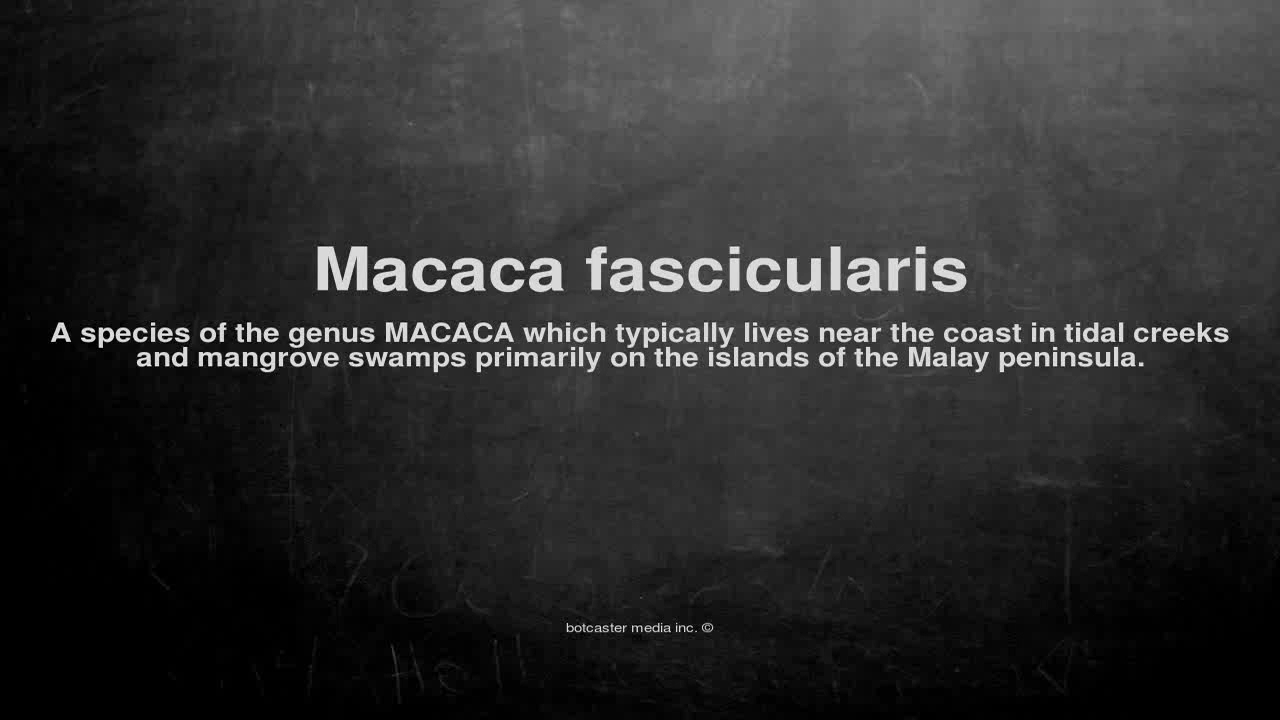 Macaca fascicularis
A species of the genus MACACA which typically lives near the coast in tidal creeks
and mangrove swamps primarily on the islands of the Malay peninsula.
botcaster media inc. ©